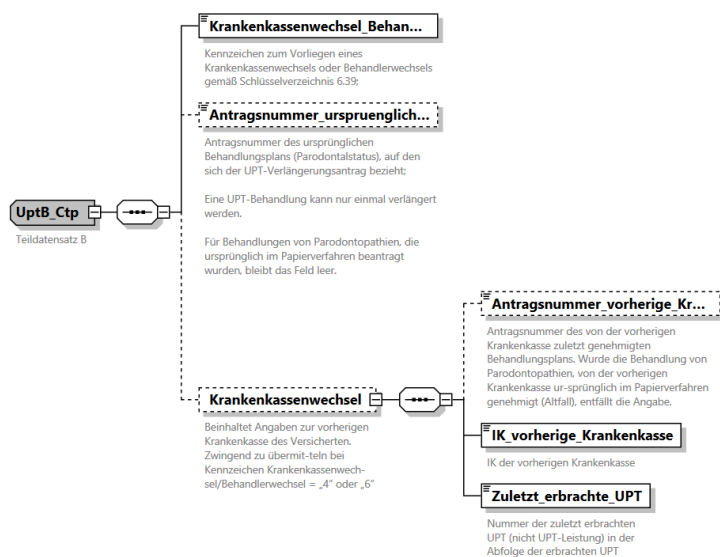 Krankenkassenwechsel_Behan...
Kennzeichen zum Vorliegen eines
Krankenkassenwechsels oder Behandlerwechsels
gemäß Schlüsselverzeichnis 6.39;
Antragsnummer_urspruenglich...
Antragsnummer des ursprünglichen
Behandlungsplans (Parodontalstatus), auf den
sich der UPT-Verlängerungsantrag bezieht;
Eine UPT-Behandlung kann nur einmal verlängert
werden.
Für Behandlungen von Parodontopathien, die
ursprünglich im Papierverfahren beantragt
wurden, bleibt das Feld leer.
UptB_Ctp
Teildatensatz B
Krankenkassenwechsel
Beinhaltet Angaben zur vorherigen
Krankenkasse des Versicherten.
Zwingend zu übermit-teln bei
Kennzeichen Krankenkassenwech-
sel/Behandlerwechsel = „4" oder „6"
Antragsnummer_vorherige_Kr...
Antragsnummer des von der vorherigen
Krankenkasse zuletzt genehmigten
Behandlungsplans. Wurde die Behandlung von
Parodontopathien, von der vorherigen
Krankenkasse ur-sprünglich im Papierverfahren
genehmigt (Altfall), entfällt die Angabe.
IK_vorherige_Krankenkasse
IK der vorherigen Krankenkasse
Zuletzt_erbrachte_UPT
Nummer der zuletzt erbrachten
UPT (nicht UPT-Leistung) in der
Abfolge der erbrachten UPT